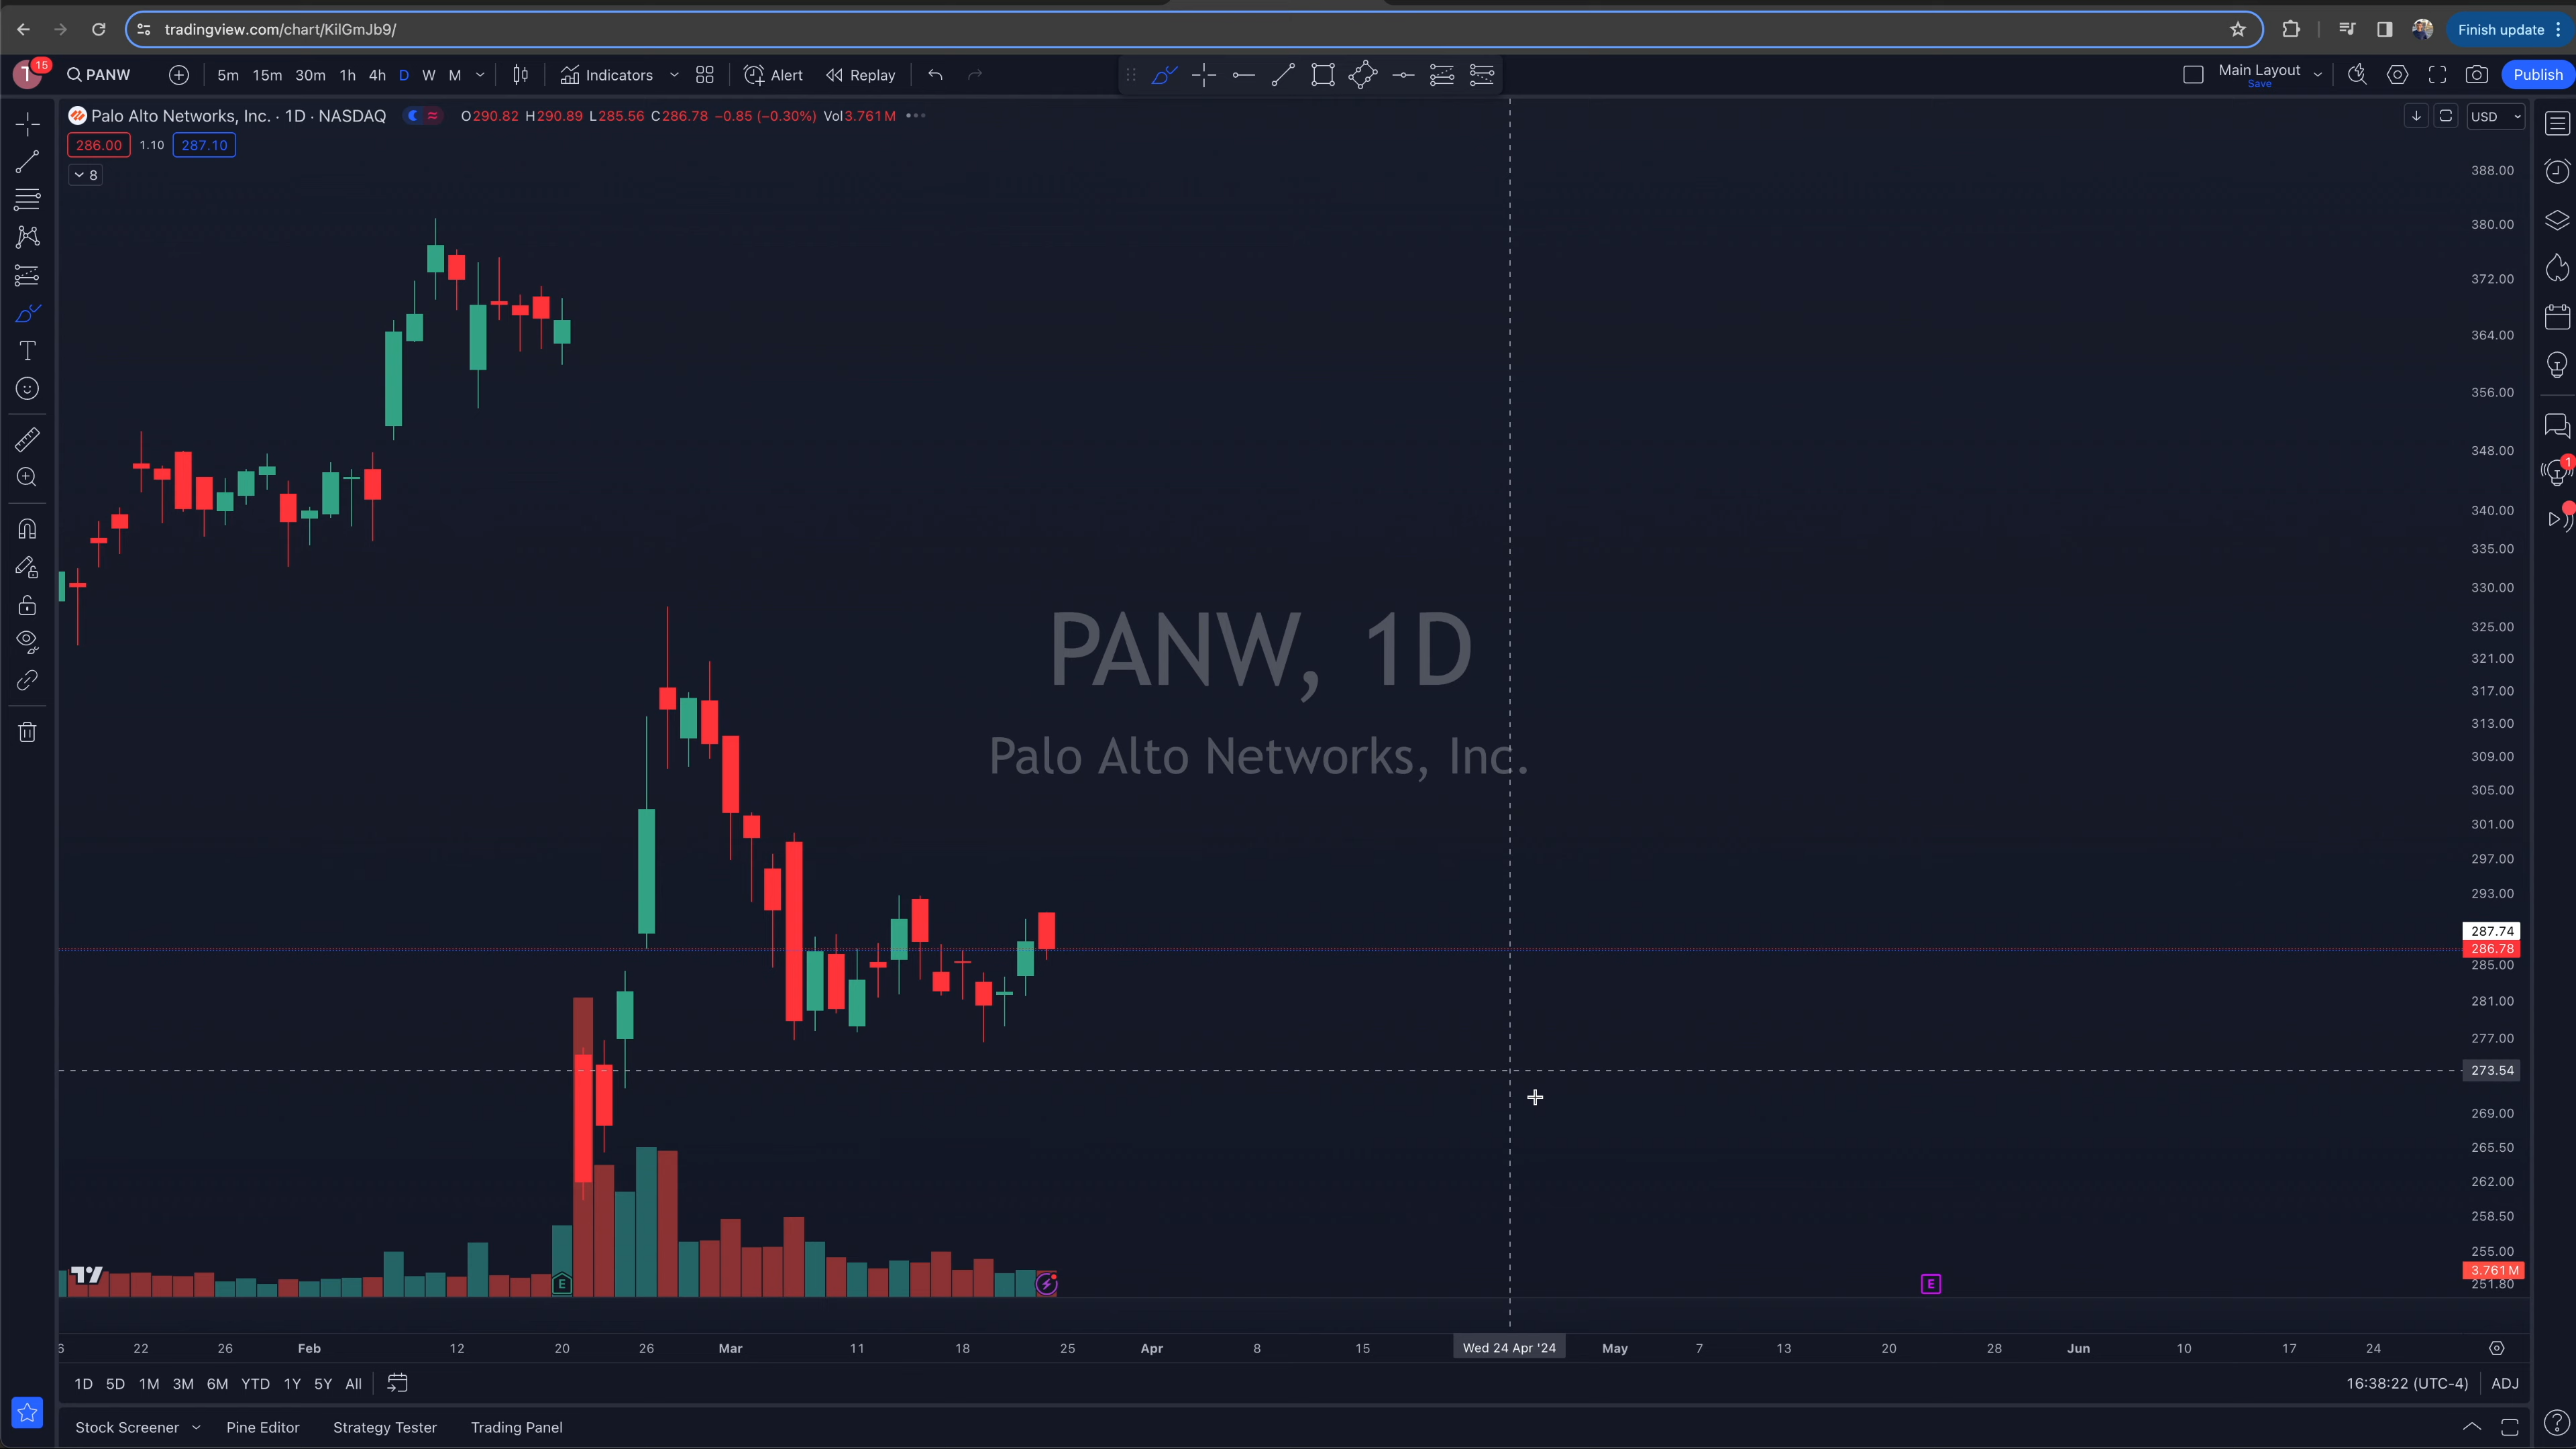 tradingview.com/chart/KilGmJb9/
Finish update
15
PANW
5m 15m 30m 1h 4h D W M
Indicators
Alert
Replay
Main Layout
Save
Publish
Palo Alto Networks, Inc. · 1D · NASDAQ
O290.82 H290.89 L285.56 C286.78 −0.85 (−0.30%) Vol3.761 M
USD
286.00 1.10 287.10
8
388.00
380.00
372.00
364.00
356.00
348.00
340.00
335.00
330.00
325.00
321.00
317.00
313.00
309.00
305.00
301.00
297.00
293.00
287.74
286.78
285.00
281.00
277.00
273.54
269.00
265.50
262.00
258.50
255.00
3.761 M
251.80
1
PANW, 1D
Palo Alto Networks, Inc.
E
E
6 22 26 Feb 12 20 26 Mar 11 18 25 Apr 8 15 Wed 24 Apr '24 May 7 13 20 28 Jun 10 17 24
1D 5D 1M 3M 6M YTD 1Y 5Y All
16:38:22 (UTC-4) ADJ
Stock Screener Pine Editor Strategy Tester Trading Panel